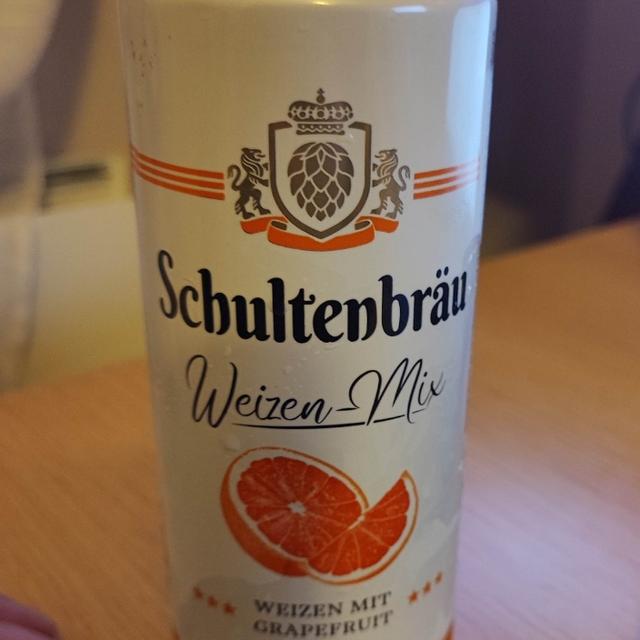 Schultenbräu
Weizen-Mix
WEIZEN MIT
GRAPEFRUIT